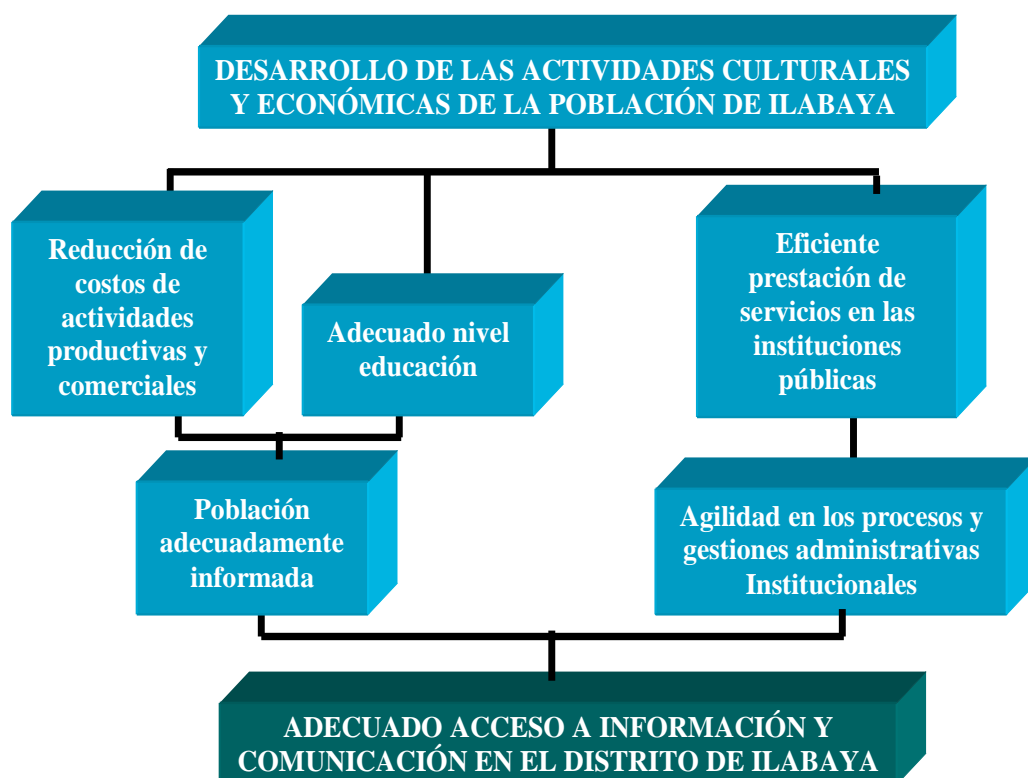 DESARROLLO DE LAS ACTIVIDADES CULTURALES
Y ECONÓMICAS DE LA POBLACIÓN DE ILABAYA
Reducción de
costos de
actividades
productivas y
comerciales
Adecuado nivel
educación
Eficiente
prestación de
servicios en las
instituciones
públicas
Población
adecuadamente
informada
Agilidad en los procesos y
gestiones administrativas
Institucionales
ADECUADO ACCESO A INFORMACIÓN Y
COMUNICACIÓN EN EL DISTRITO DE ILABAYA